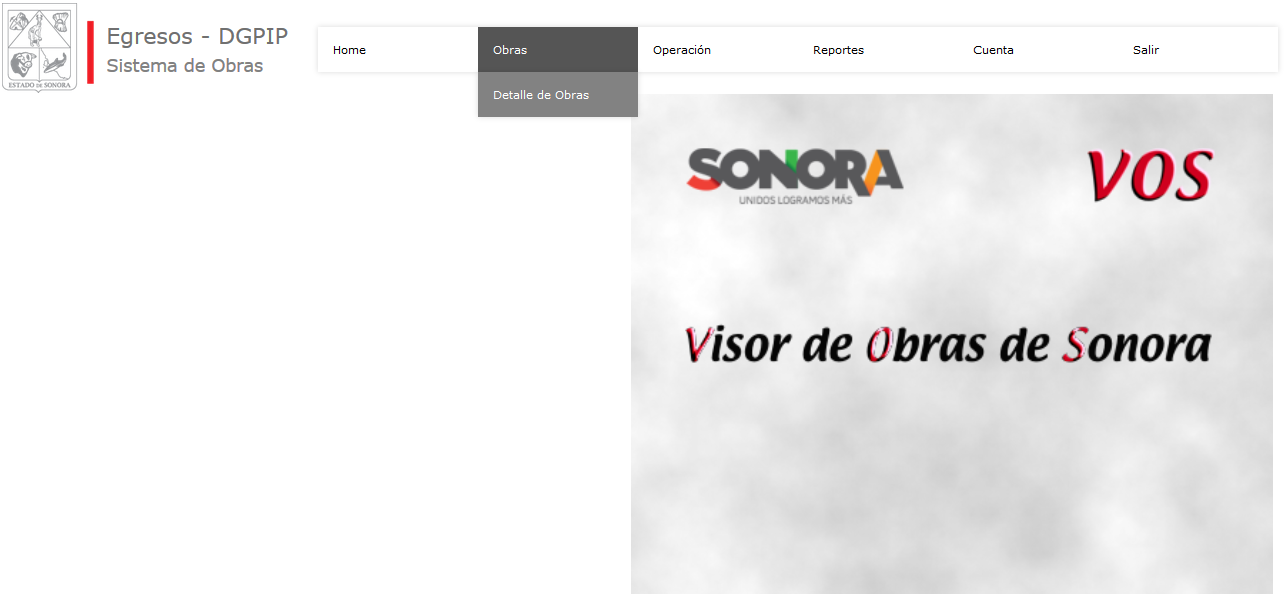 ESTADO DE SONORA
Egresos - DGPIP
Sistema de Obras
Home
Obras
Operación
Reportes
Cuenta
Salir
Detalle de Obras
SONORA
UNIDOS LOGRAMOS MÁS
VOS
Visor de Obras de Sonora